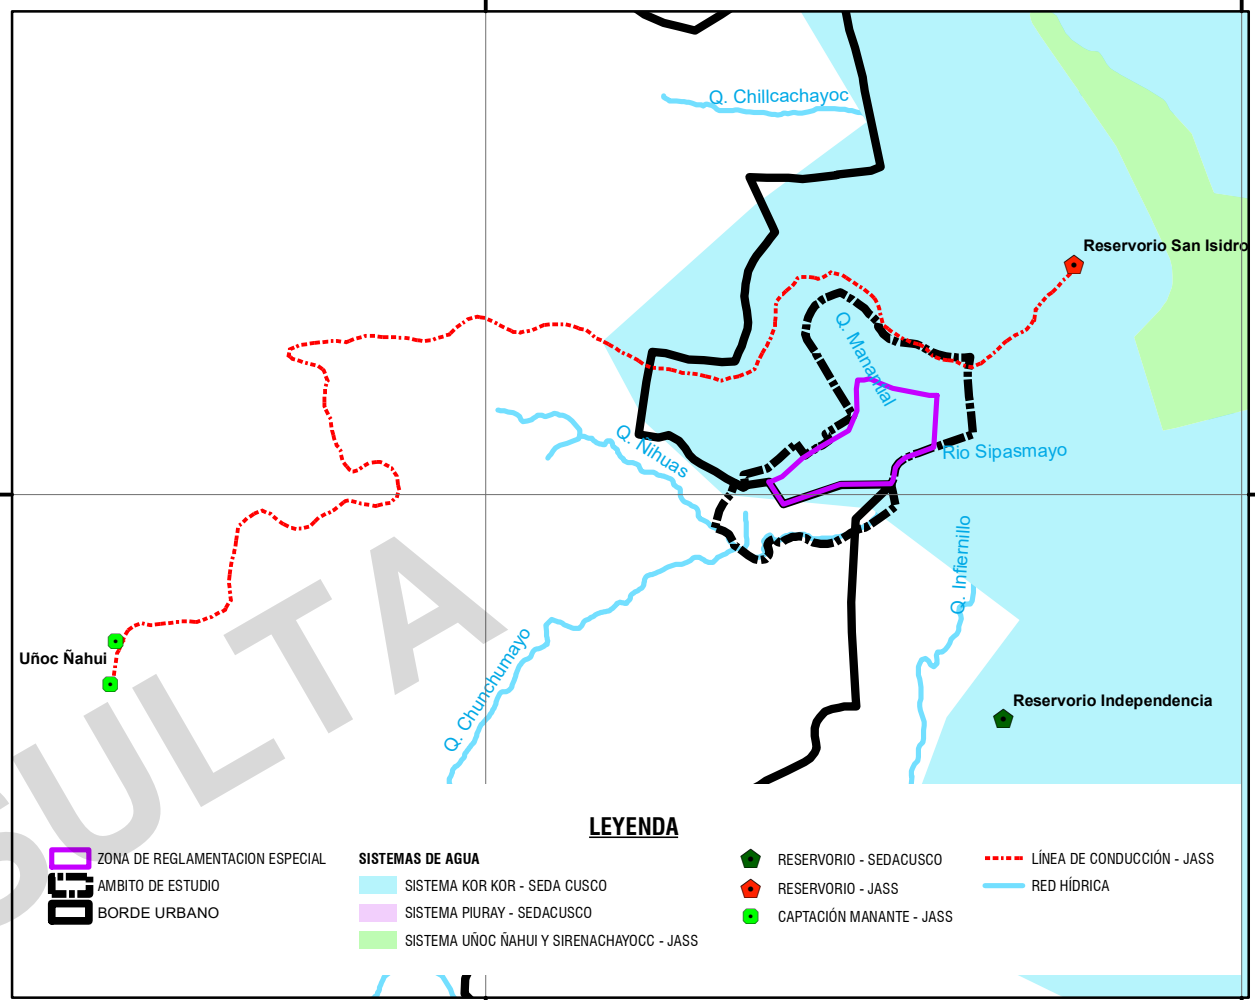 Q. Chillcachayoc
Reservorio San Isidro
Q. Manantial
Q. Ñihuas
Rio Sipasmayo
Q. Infiernillo
Uñoc Ñahui
Q. Chunchumayo
Reservorio Independencia
SULTA
LEYENDA
ZONA DE REGLAMENTACION ESPECIAL
AMBITO DE ESTUDIO
BORDE URBANO
SISTEMAS DE AGUA
SISTEMA KOR KOR - SEDA CUSCO
SISTEMA PIURAY - SEDACUSCO
SISTEMA UÑOC ÑAHUI Y SIRENACHAYOCC - JASS
RESERVORIO - SEDACUSCO
RESERVORIO - JASS
CAPTACIÓN MANANTE - JASS
LÍNEA DE CONDUCCIÓN - JASS
RED HÍDRICA